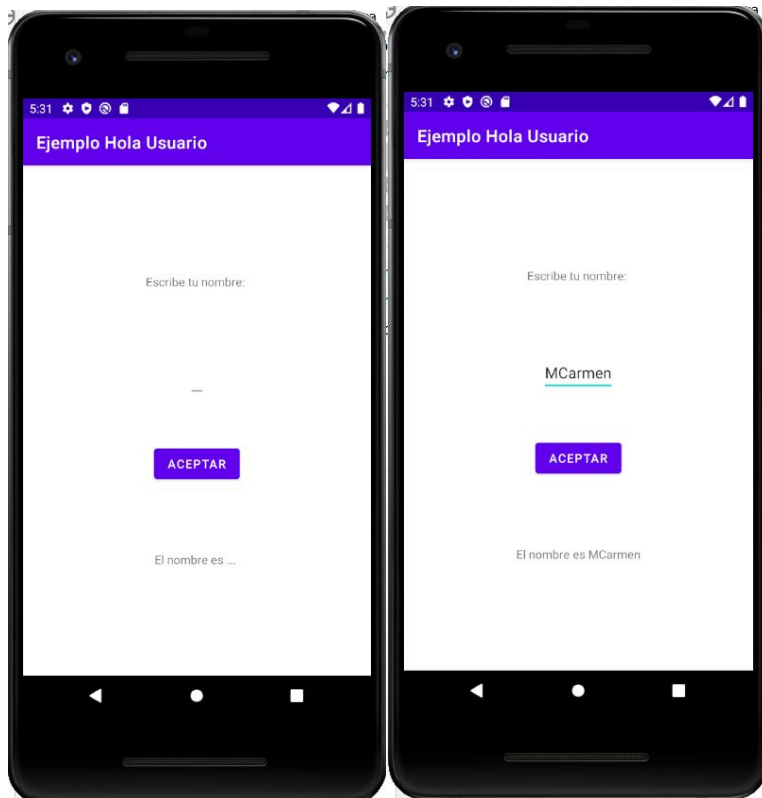 5:31
Ejemplo Hola Usuario
Escribe tu nombre:
ACEPTAR
El nombre es ...
5:31
Ejemplo Hola Usuario
Escribe tu nombre:
MCarmen
ACEPTAR
El nombre es MCarmen